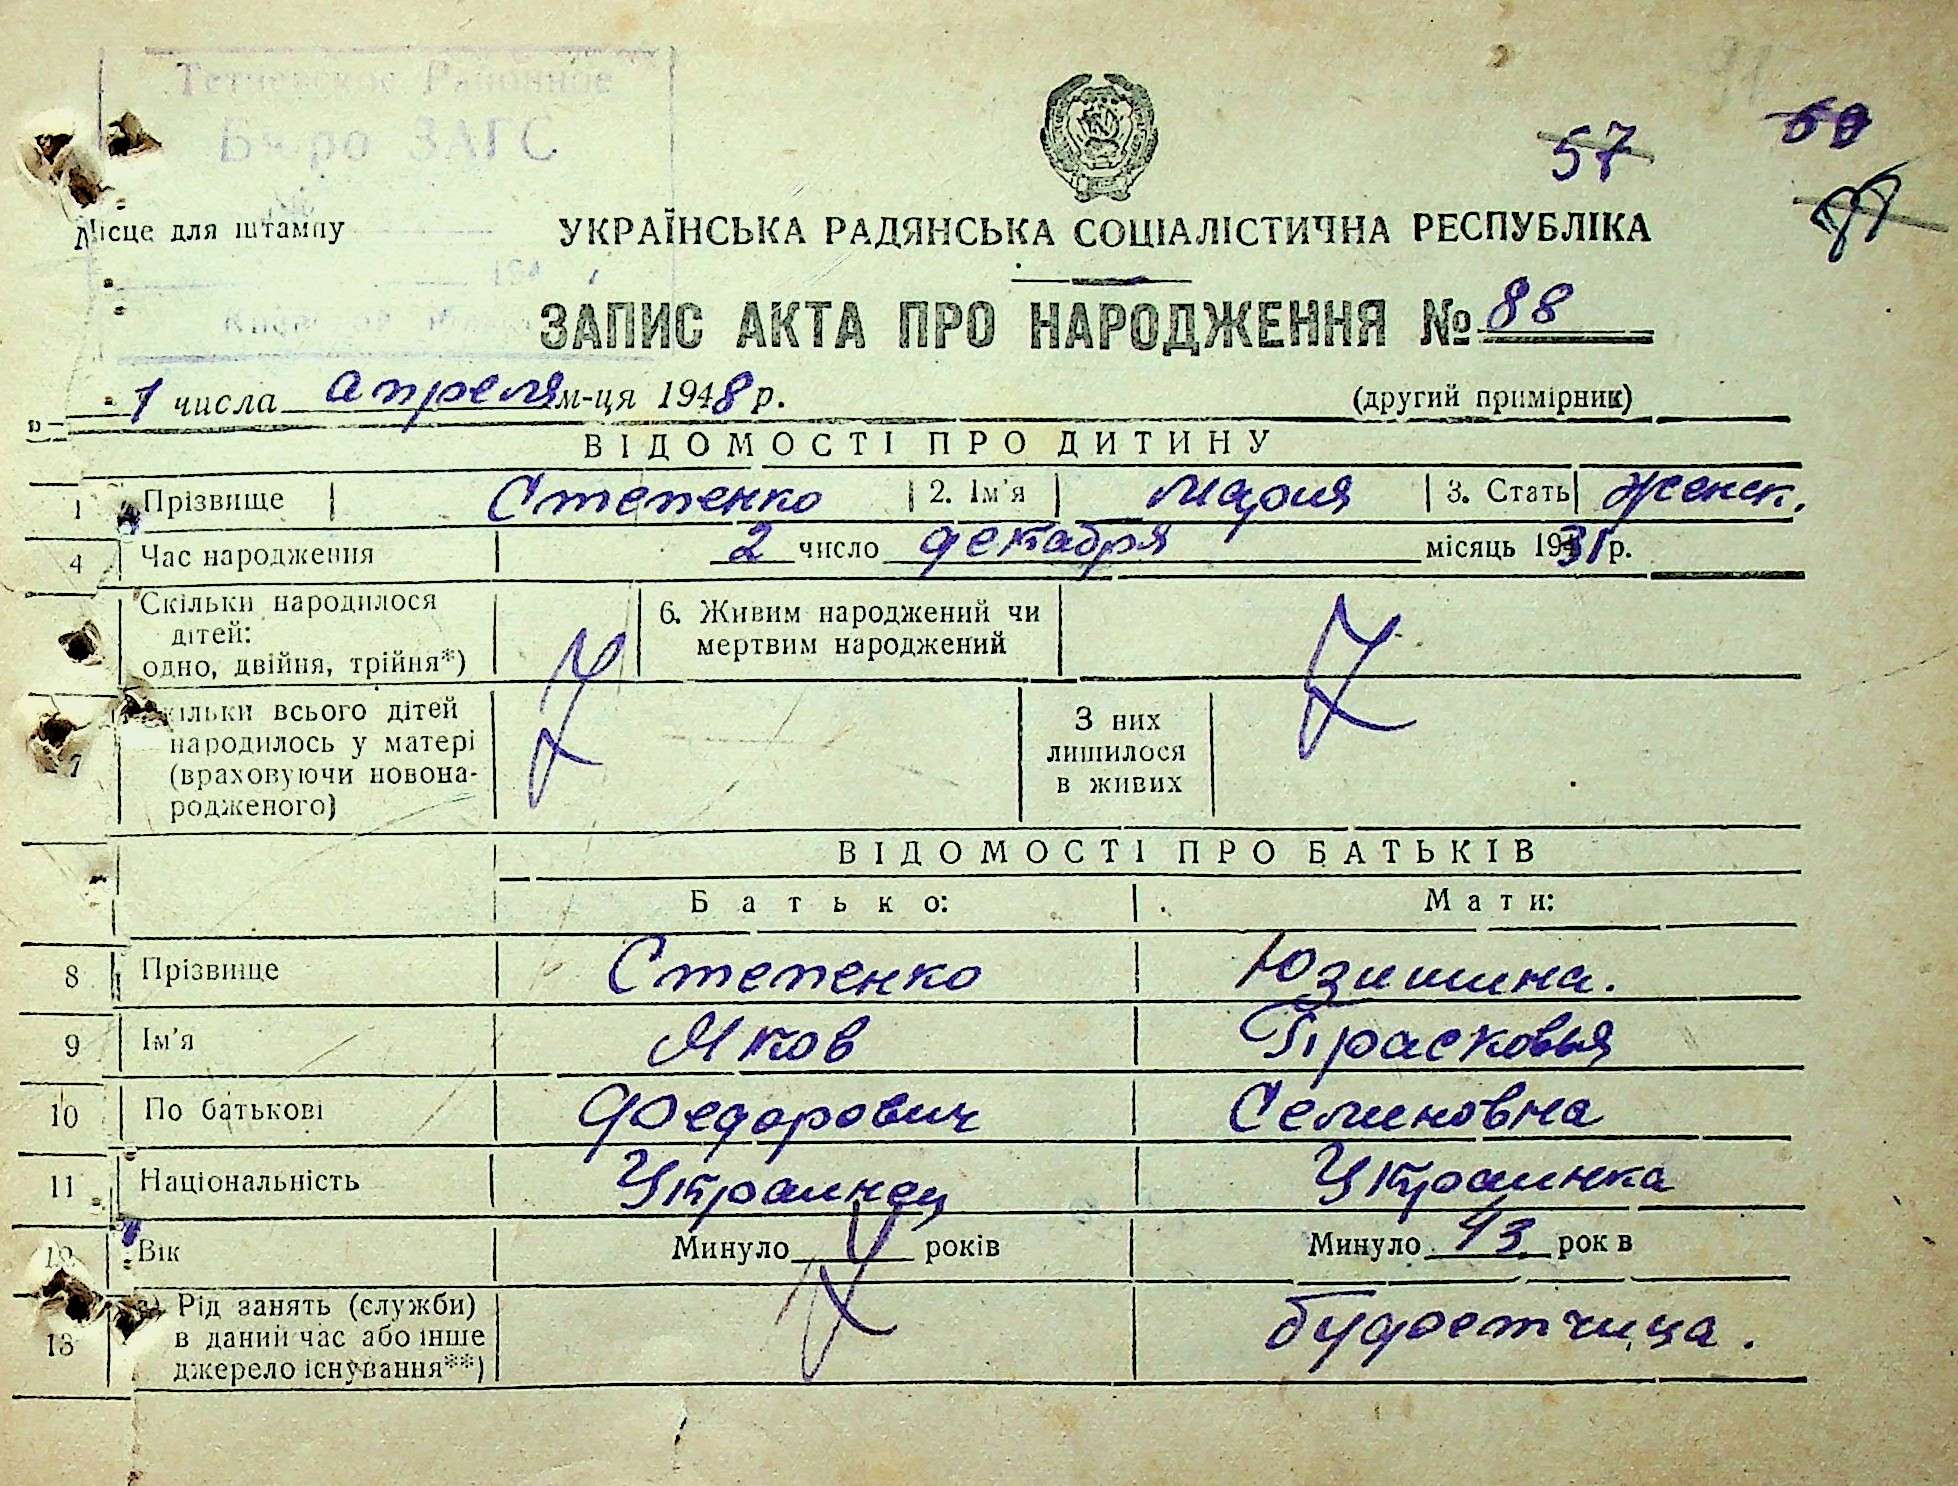 Тетиевское Районное
Бюро ЗАГС
57
60
Місце для штампу
УКРАЇНСЬКА РАДЯНСЬКА СОЦІАЛІСТИЧНА РЕСПУБЛІКА
ЗАПИС АКТА ПРО НАРОДЖЕННЯ № 88
1 числа апреля м-ця 1948 р.
(другий примірник)
ВІДОМОСТІ ПРО ДИТИНУ
1 Прізвище Степенко 2. Ім'я Мария 3. Стать женск.
4 Час народження 2 число декабря місяць 1931 р.
Скільки народилося дітей: одно, двійня, трійня*)
6. Живим народжений чи мертвим народжений
7 Скільки всього дітей народилось у матері (враховуючи новонародженого)
З них лишилося в живих
ВІДОМОСТІ ПРО БАТЬКІВ
Батько: Мати:
8 Прізвище Степенко Юзишина.
9 Ім'я Яков Прасковья
10 По батькові Федорович Семеновна
11 Національність Украинец Украинка
12 Вік Минуло років Минуло 43 рок в
13 а) Рід занять (служби) в даний час або інше джерело існування**) буфетчица.